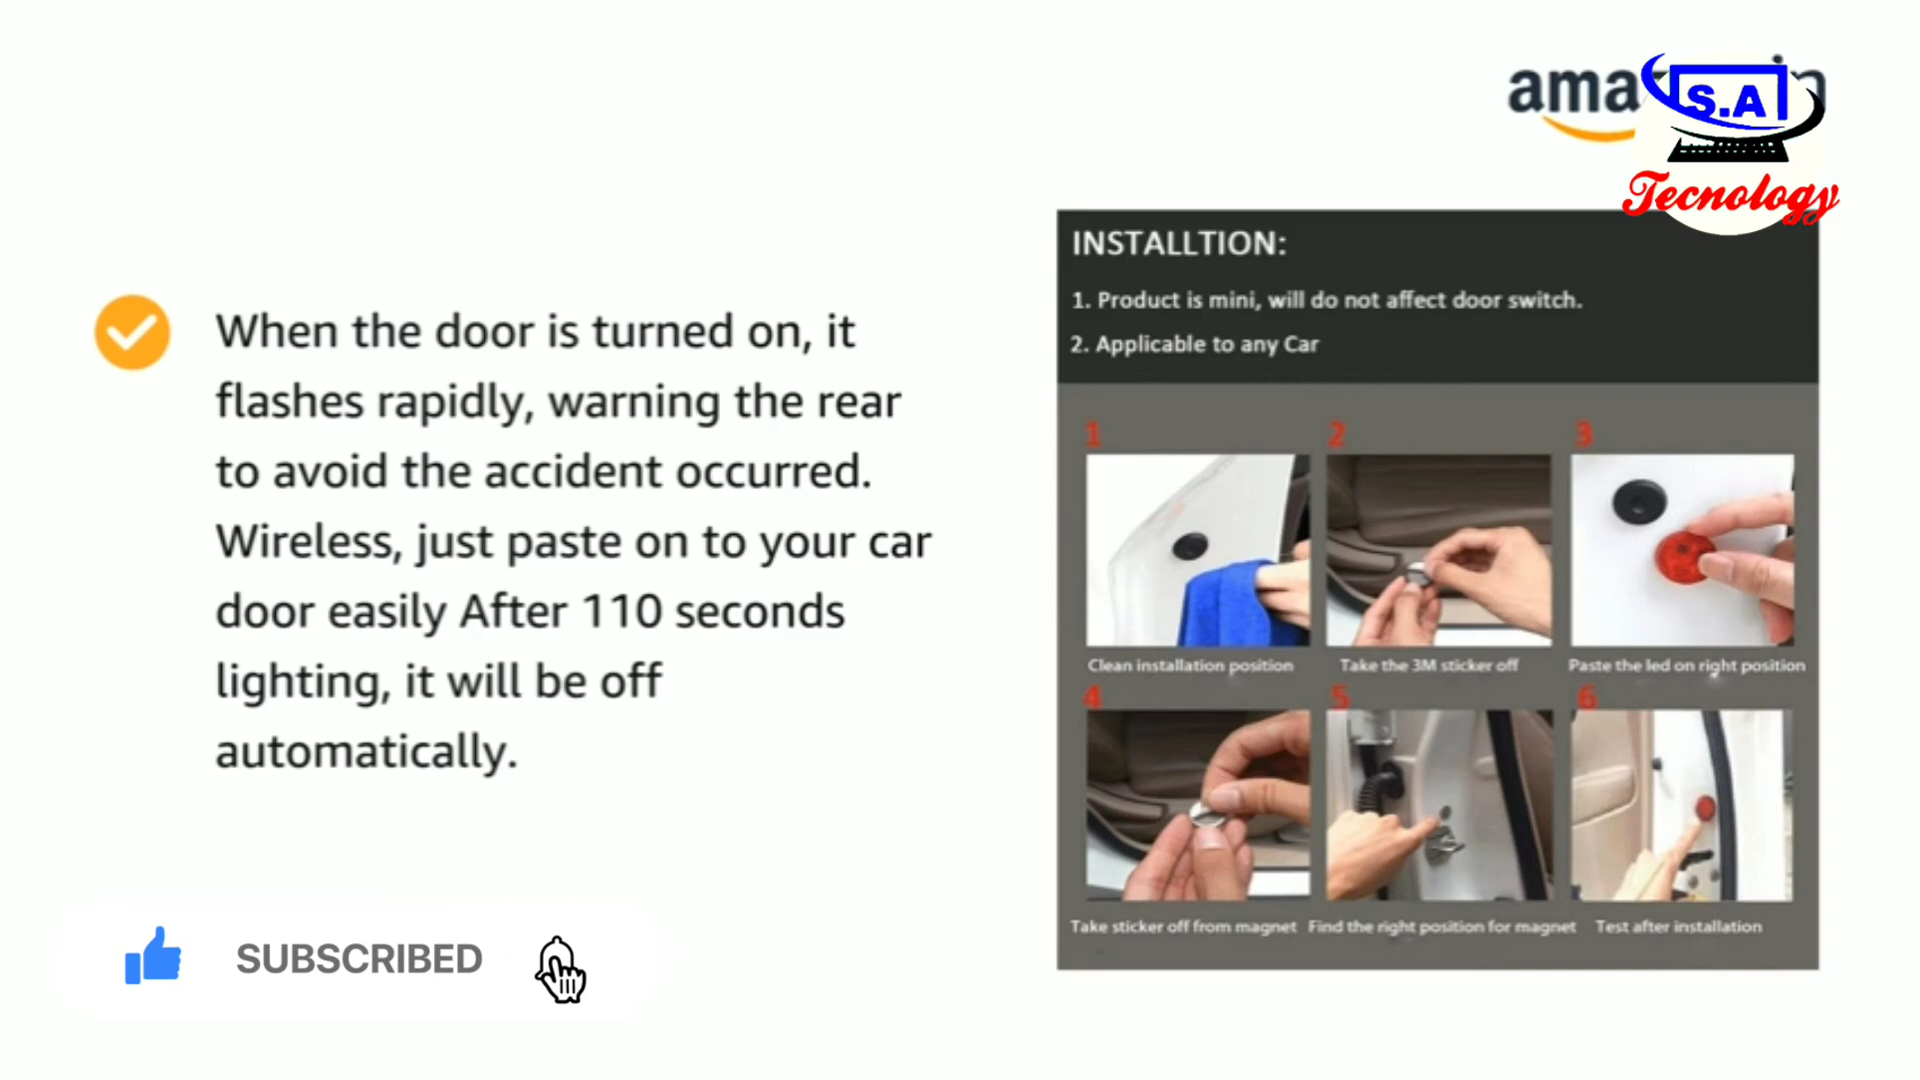 S.A
Tecnology
When the door is turned on, it
flashes rapidly, warning the rear
to avoid the accident occurred.
Wireless, just paste on to your car
door easily After 110 seconds
lighting, it will be off
automatically.
INSTALLTION:
1. Product is mini, will do not affect door switch.
2. Applicable to any Car
1 2 3
Clean installation position Take the 3M sticker off Paste the led on right position
4 5 6
Take sticker off from magnet Find the right position for magnet Test after installation
SUBSCRIBED